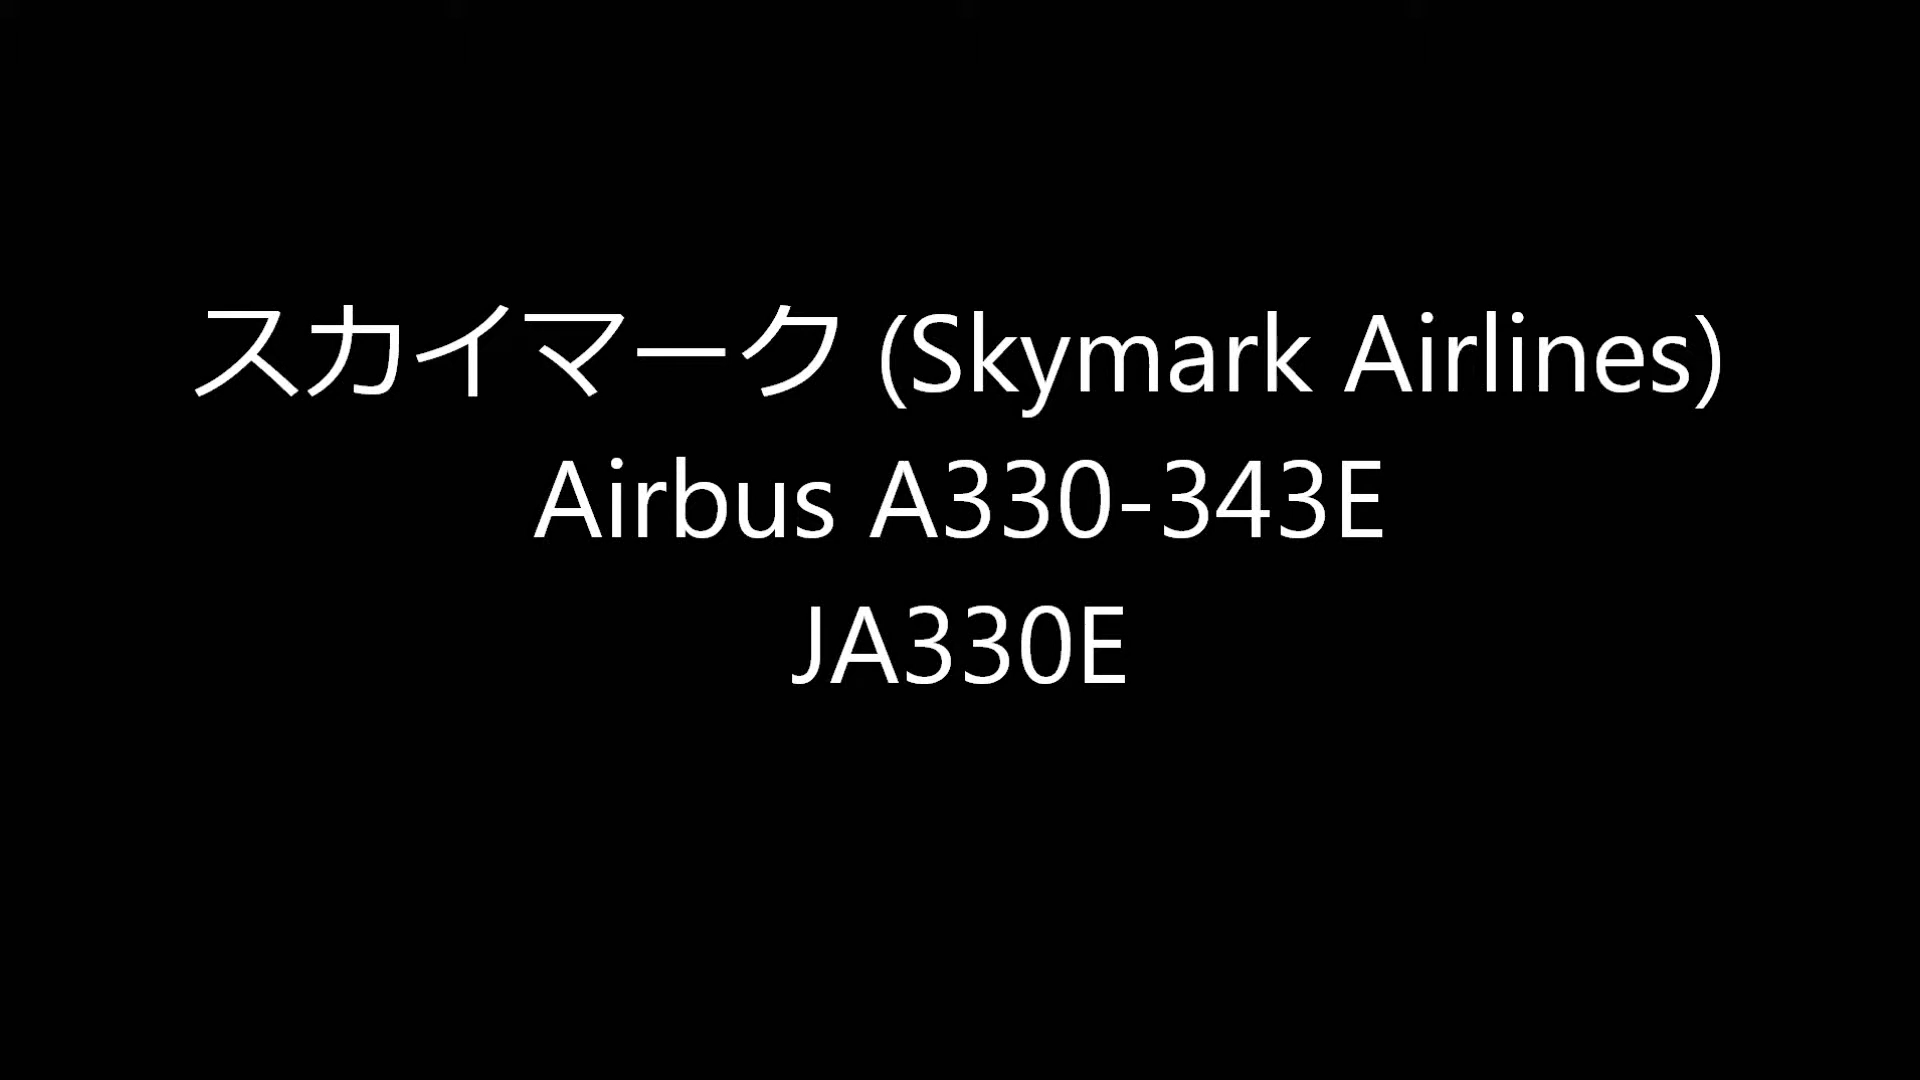 スカイマーク (Skymark Airlines)
Airbus A330-343E
JA330E